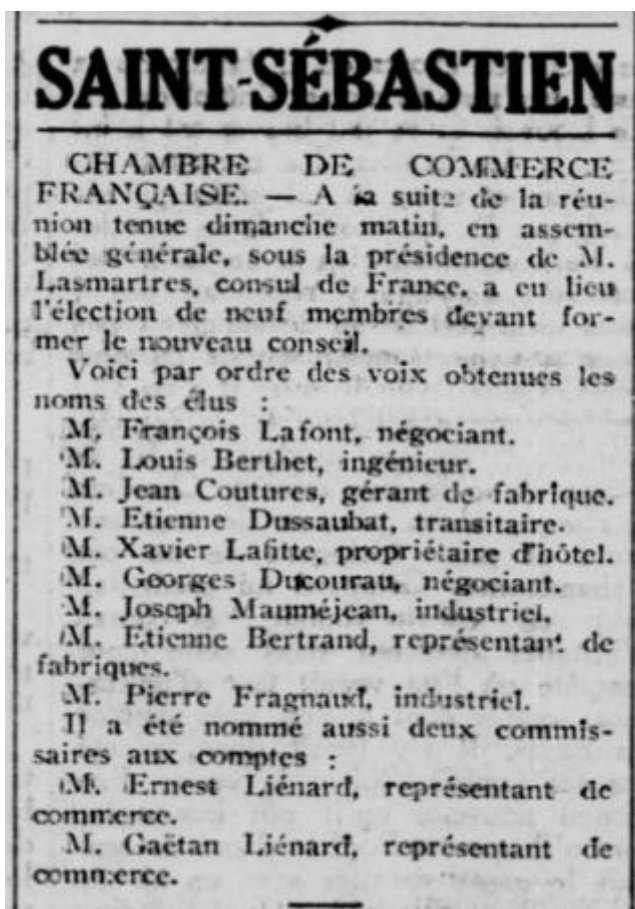 SAINT-SÉBASTIEN
CHAMBRE DE COMMERCE
FRANÇAISE. — A la suite de la réu-
nion tenue dimanche matin, en assem-
blée générale, sous la présidence de M.
Lasmartres, consul de France, a eu lieu
l'élection de neuf membres devant for-
mer le nouveau conseil.
Voici par ordre des voix obtenues les
noms des élus :
M. François Lafont, négociant.
M. Louis Berthet, ingénieur.
M. Jean Coutures, gérant de fabrique.
M. Etienne Dussaubat, transitaire.
M. Xavier Lafitte, propriétaire d'hôtel.
M. Georges Ducourau, négociant.
M. Joseph Mauméjean, industriel.
M. Etienne Bertrand, représentant de
fabriques.
M. Pierre Fragnaud, industriel.
Il a été nommé aussi deux commis-
saires aux comptes :
M. Ernest Liénard, représentant de
commerce.
M. Gaëtan Liénard, représentant de
commerce.